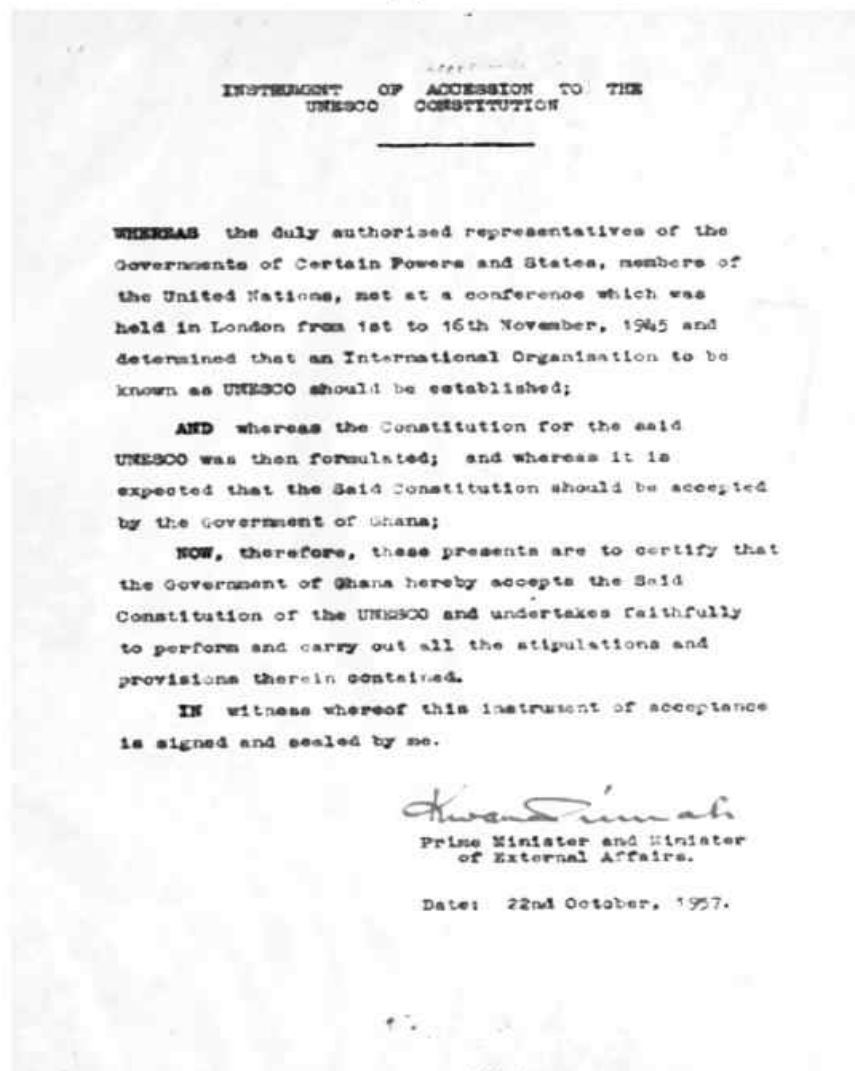 INSTRUMENT OF ACCESSION TO THE
UNESCO CONSTITUTION
WHEREAS the duly authorised representatives of the
Governments of Certain Powers and States, members of
the United Nations, met at a conference which was
held in London from 1st to 16th November, 1945 and
determined that an International Organisation to be
known as UNESCO should be established;
AND whereas the Constitution for the said
UNESCO was then formulated; and whereas it is
expected that the Said Constitution should be accepted
by the Government of Ghana;
NOW, therefore, these presents are to certify that
the Government of Ghana hereby accepts the Said
Constitution of the UNESCO and undertakes faithfully
to perform and carry out all the stipulations and
provisions therein contained.
IN witness whereof this instrument of acceptance
is signed and sealed by me.
Prime Minister and Minister
of External Affairs.
Date: 22nd October, 1957.